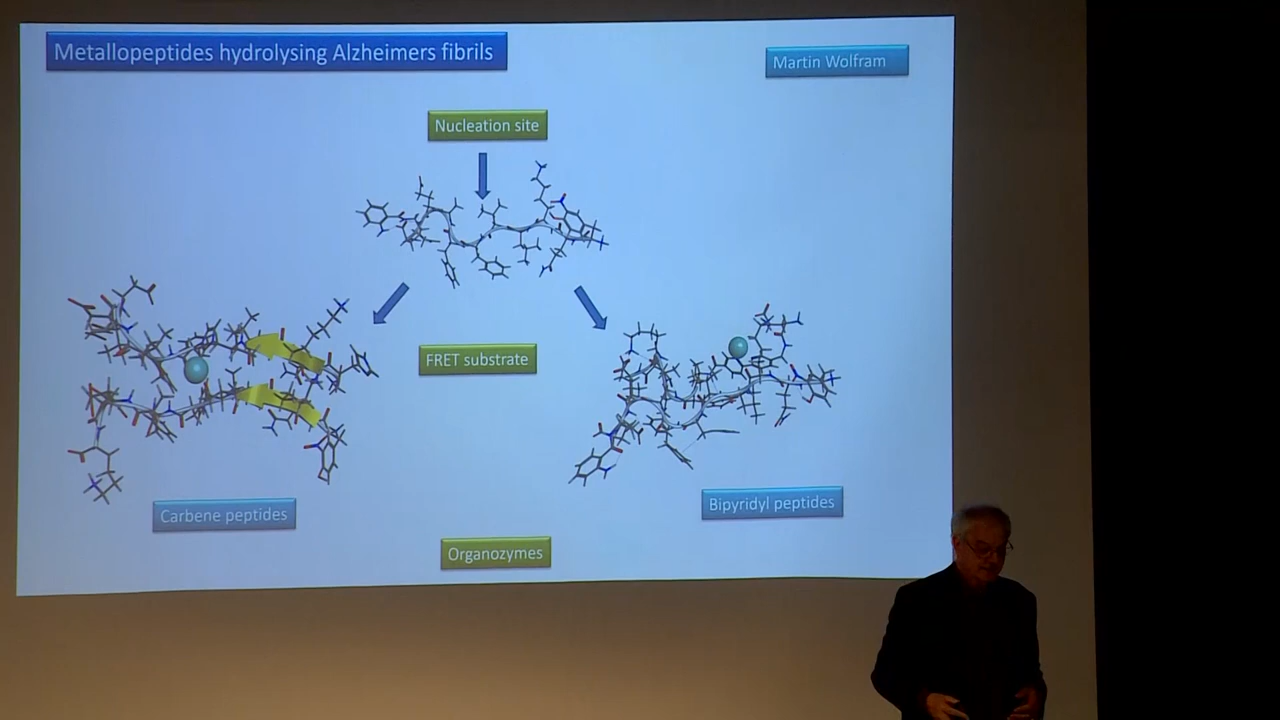 Metallopeptides hydrolysing Alzheimers fibrils
Martin Wolfram
Nucleation site
FRET substrate
Carbene peptides
Bipyridyl peptides
Organozymes